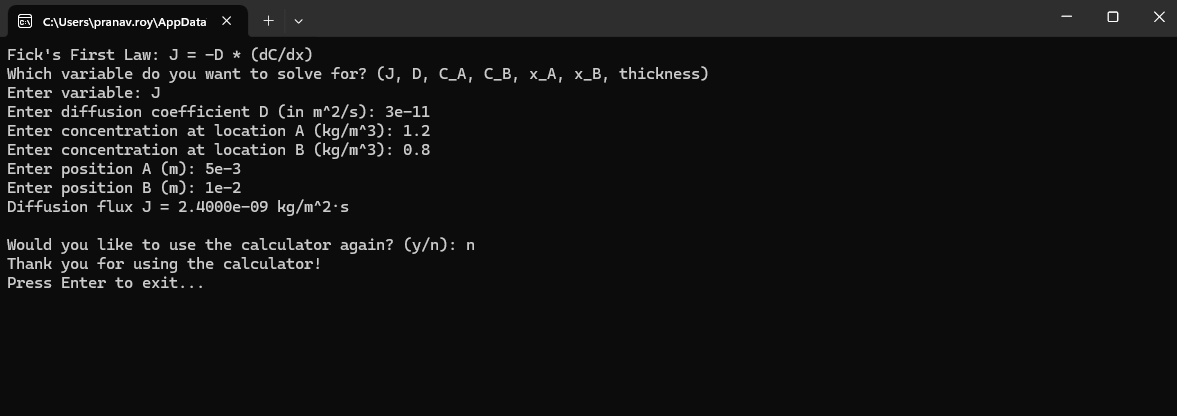 C:\Users\pranav.roy\AppData
Fick's First Law: J = -D * (dC/dx)
Which variable do you want to solve for? (J, D, C_A, C_B, x_A, x_B, thickness)
Enter variable: J
Enter diffusion coefficient D (in m^2/s): 3e-11
Enter concentration at location A (kg/m^3): 1.2
Enter concentration at location B (kg/m^3): 0.8
Enter position A (m): 5e-3
Enter position B (m): 1e-2
Diffusion flux J = 2.4000e-09 kg/m^2·s
Would you like to use the calculator again? (y/n): n
Thank you for using the calculator!
Press Enter to exit...